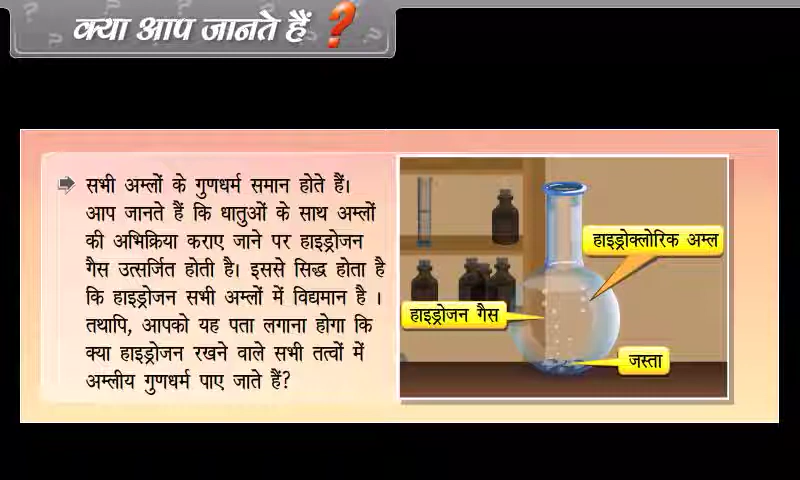 क्या आप जानते हैं ?
सभी अम्लों के गुणधर्म समान होते हैं।
आप जानते हैं कि धातुओं के साथ अम्लों
की अभिक्रिया कराए जाने पर हाइड्रोजन
गैस उत्सर्जित होती है। इससे सिद्ध होता है
कि हाइड्रोजन सभी अम्लों में विद्यमान है ।
तथापि, आपको यह पता लगाना होगा कि
क्या हाइड्रोजन रखने वाले सभी तत्वों में
अम्लीय गुणधर्म पाए जाते हैं?
हाइड्रोक्लोरिक अम्ल
हाइड्रोजन गैस
जस्ता